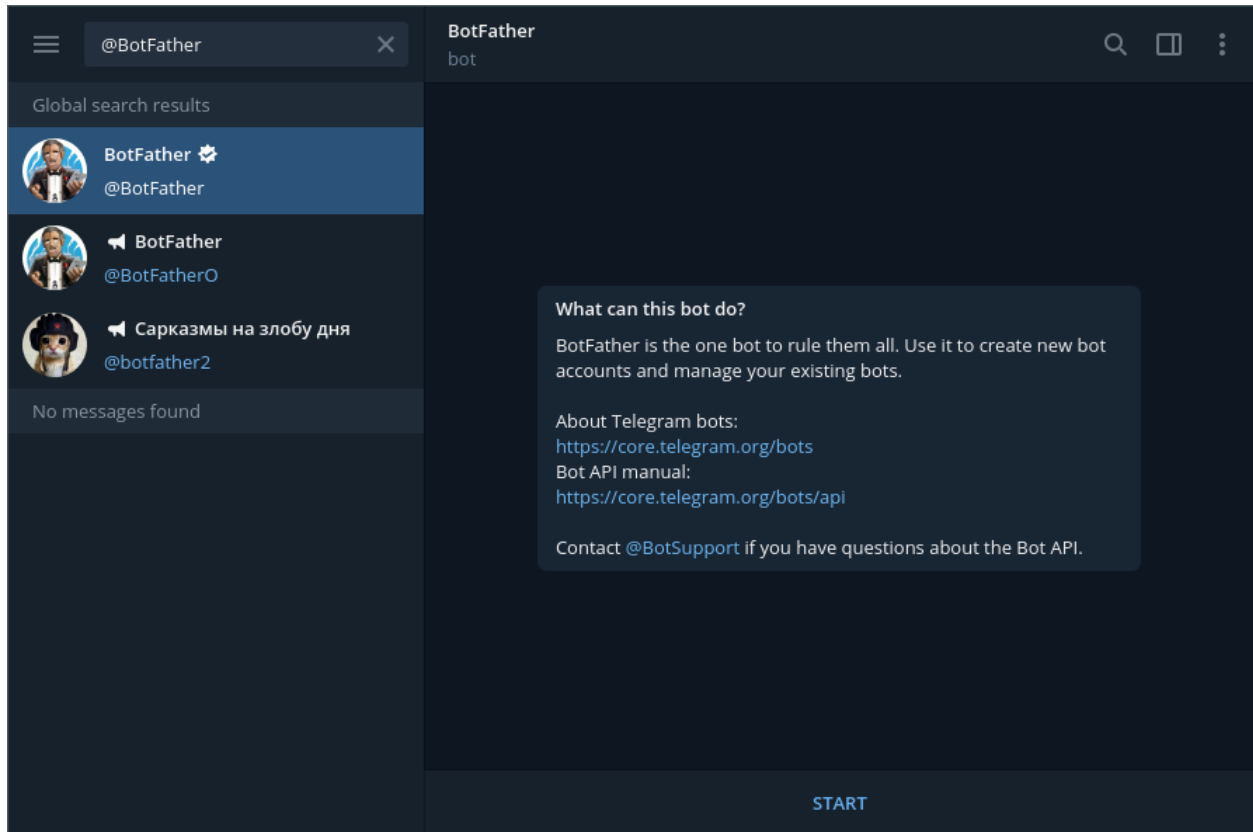 @BotFather
Global search results
BotFather
@BotFather
BotFather
@BotFatherO
Сарказмы на злобу дня
@botfather2
No messages found
BotFather
bot
What can this bot do?
BotFather is the one bot to rule them all. Use it to create new bot
accounts and manage your existing bots.
About Telegram bots:
https://core.telegram.org/bots
Bot API manual:
https://core.telegram.org/bots/api
Contact @BotSupport if you have questions about the Bot API.
START